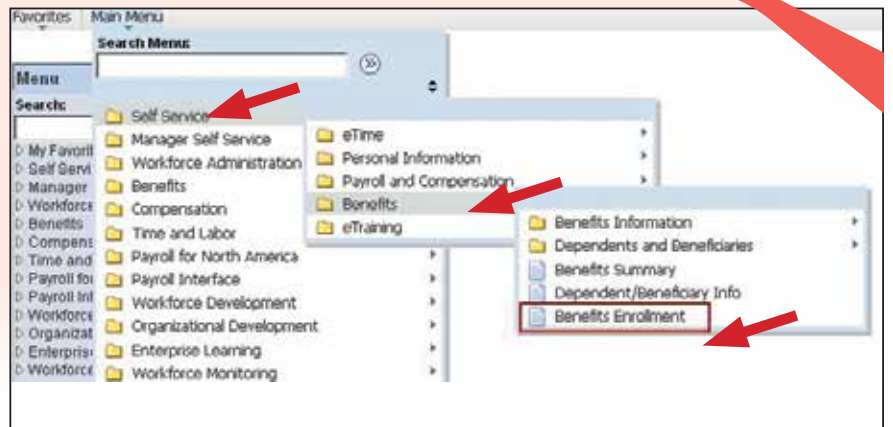 Favorites Main Menu
Search Menu:
Menu
Search:
My Favorit
Self Servi
Manager
Workforce
Benefits
Compens
Time and
Payroll for
Payroll Int
Workforce
Organizat
Enterpris
Workforce
Self Service
Manager Self Service
Workforce Administration
Benefits
Compensation
Time and Labor
Payroll for North America
Payroll Interface
Workforce Development
Organizational Development
Enterprise Learning
Workforce Monitoring
eTime
Personal Information
Payroll and Compensation
Benefits
eTraining
Benefits Information
Dependents and Beneficiaries
Benefits Summary
Dependent/Beneficiary Info
Benefits Enrollment